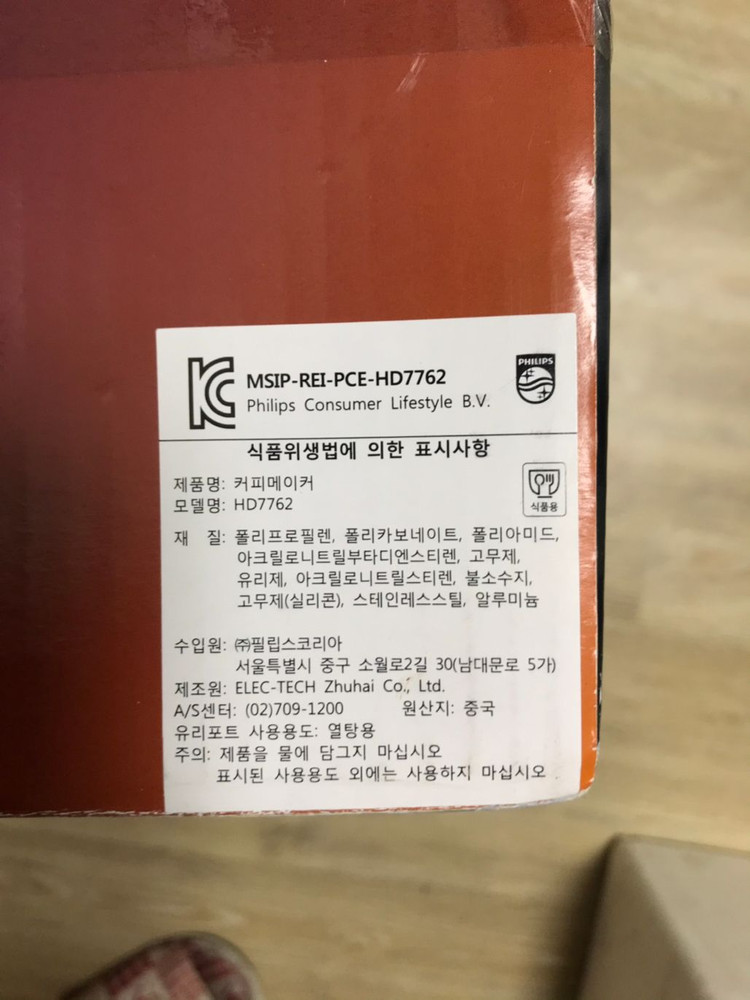 MSIP-REI-PCE-HD7762
PHILIPS
Philips Consumer Lifestyle B.V.
식품위생법에 의한 표시사항
제품명: 커피메이커
모델명: HD7762
식품용
재 질: 폴리프로필렌, 폴리카보네이트, 폴리아미드,
아크릴로니트릴부타디엔스티렌, 고무제,
유리제, 아크릴로니트릴스티렌, 불소수지,
고무제(실리콘), 스테인레스스틸, 알루미늄
수입원: ㈜필립스코리아
서울특별시 중구 소월로2길 30(남대문로 5가)
제조원: ELEC-TECH Zhuhai Co., Ltd.
A/S센터: (02)709-1200 원산지: 중국
유리포트 사용용도: 열탕용
주의: 제품을 물에 담그지 마십시오
표시된 사용용도 외에는 사용하지 마십시오